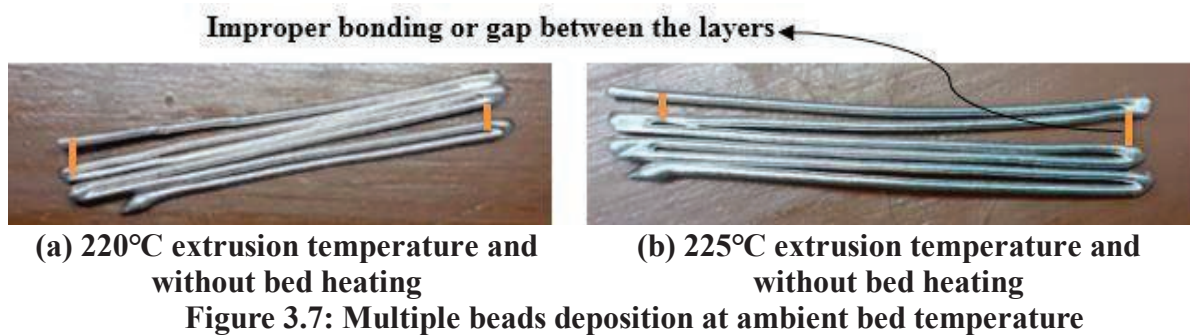 Improper bonding or gap between the layers
(a) 220°C extrusion temperature and
without bed heating
(b) 225°C extrusion temperature and
without bed heating
Figure 3.7: Multiple beads deposition at ambient bed temperature